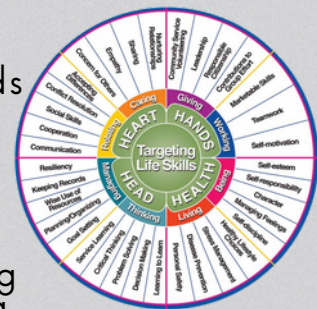 ds
g
Targeting
Life Skills
HEART
HANDS
HEALTH
HEAD
Relating
Caring
Giving
Working
Being
Living
Thinking
Managing
Communication
Cooperation
Social Skills
Conflict Resolution
Accepting
Differences
Concern for Others
Empathy
Sharing
Nurturing
Relationships
Community Service
Volunteering
Leadership
Responsible
Citizenship
Contributions to
Group Effort
Marketable Skills
Teamwork
Self-motivation
Self-esteem
Self-responsibility
Character
Managing Feelings
Self-discipline
Healthy Lifestyle
Choices
Stress Management
Disease Prevention
Personal Safety
Learning to Learn
Decision Making
Problem Solving
Critical Thinking
Service Learning
Goal Setting
Planning/Organizing
Wise Use of
Resources
Keeping Records
Resiliency